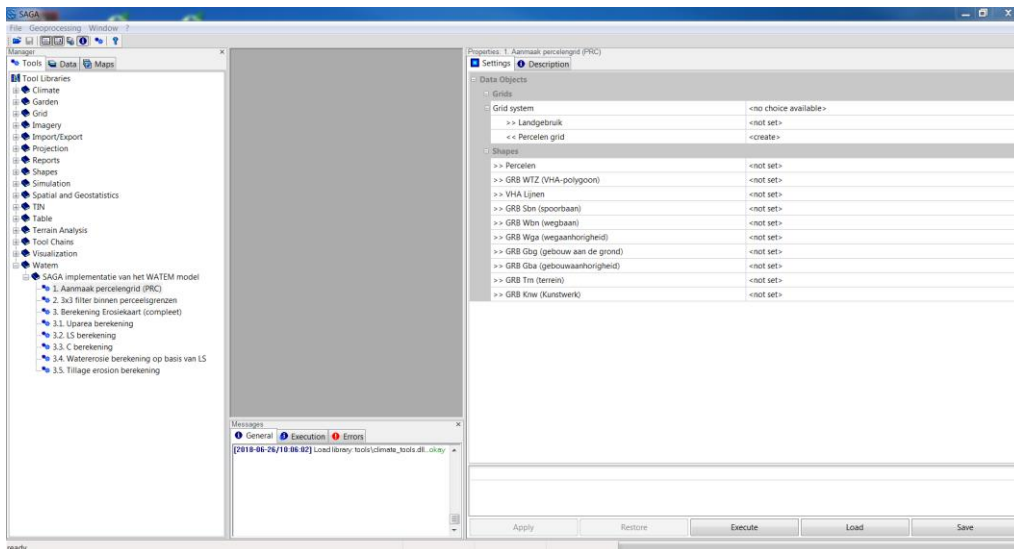 SAGA
File Geoprocessing Window ?
Manager
Tools Data Maps
Tool Libraries
Climate
Garden
Grid
Imagery
Import/Export
Projection
Reports
Shapes
Simulation
Spatial and Geostatistics
TIN
Table
Terrain Analysis
Tool Chains
Visualization
Watem
SAGA implementatie van het WATEM model
1. Aanmaak percelengrid (PRC)
2. 3x3 filter binnen perceelsgrenzen
3. Berekening Erosiekaart (compleet)
3.1. Uparea berekening
3.2. LS berekening
3.3. C berekening
3.4. Watererosie berekening op basis van LS
3.5. Tillage erosion berekening
Messages
General Execution Errors
[2018-06-26/10:06:02] Load library: tools\climate_tools.dll...okay
Properties: 1. Aanmaak percelengrid (PRC)
Settings Description
Data Objects
Grids
Grid system <no choice available>
>> Landgebruik <not set>
<< Percelen grid <create>
Shapes
>> Percelen <not set>
>> GRB WTZ (VHA-polygoon) <not set>
>> VHA Lijnen <not set>
>> GRB Sbn (spoorbaan) <not set>
>> GRB Wbn (wegbaan) <not set>
>> GRB Wga (wegaanhorigheid) <not set>
>> GRB Gbg (gebouw aan de grond) <not set>
>> GRB Gba (gebouwaanhorigheid) <not set>
>> GRB Trn (terrein) <not set>
>> GRB Knw (Kunstwerk) <not set>
Apply Restore Execute Load Save
ready